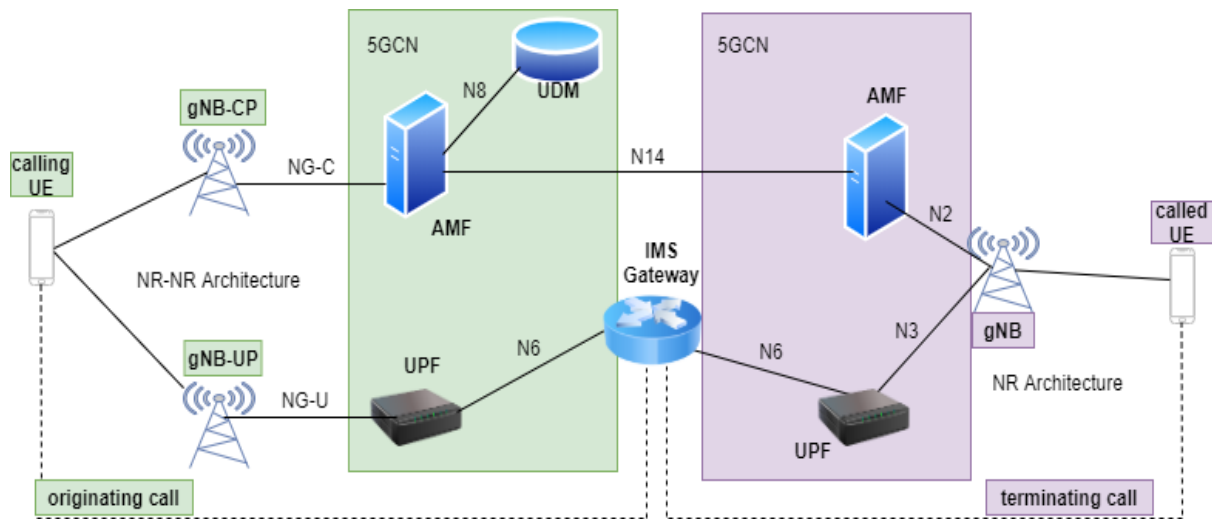 5GCN
5GCN
UDM
AMF
gNB-CP
N8
N14
calling
UE
NG-C
AMF
N2
called
UE
IMS
Gateway
NR-NR Architecture
gNB
N3
gNB-UP
UPF
N6
N6
NR Architecture
NG-U
UPF
originating call
terminating call